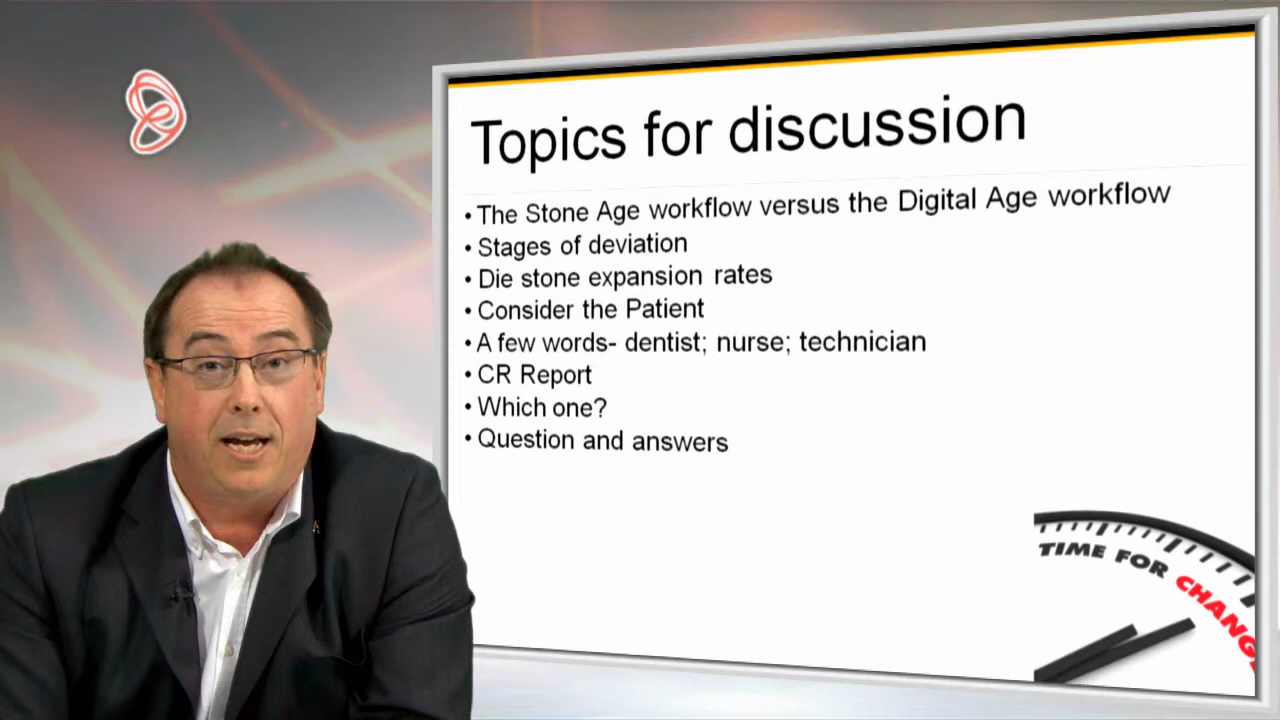 Topics for discussion
• The Stone Age workflow versus the Digital Age workflow
• Stages of deviation
• Die stone expansion rates
• Consider the Patient
• A few words- dentist; nurse; technician
• CR Report
• Which one?
• Question and answers
TIME FOR CHANGE